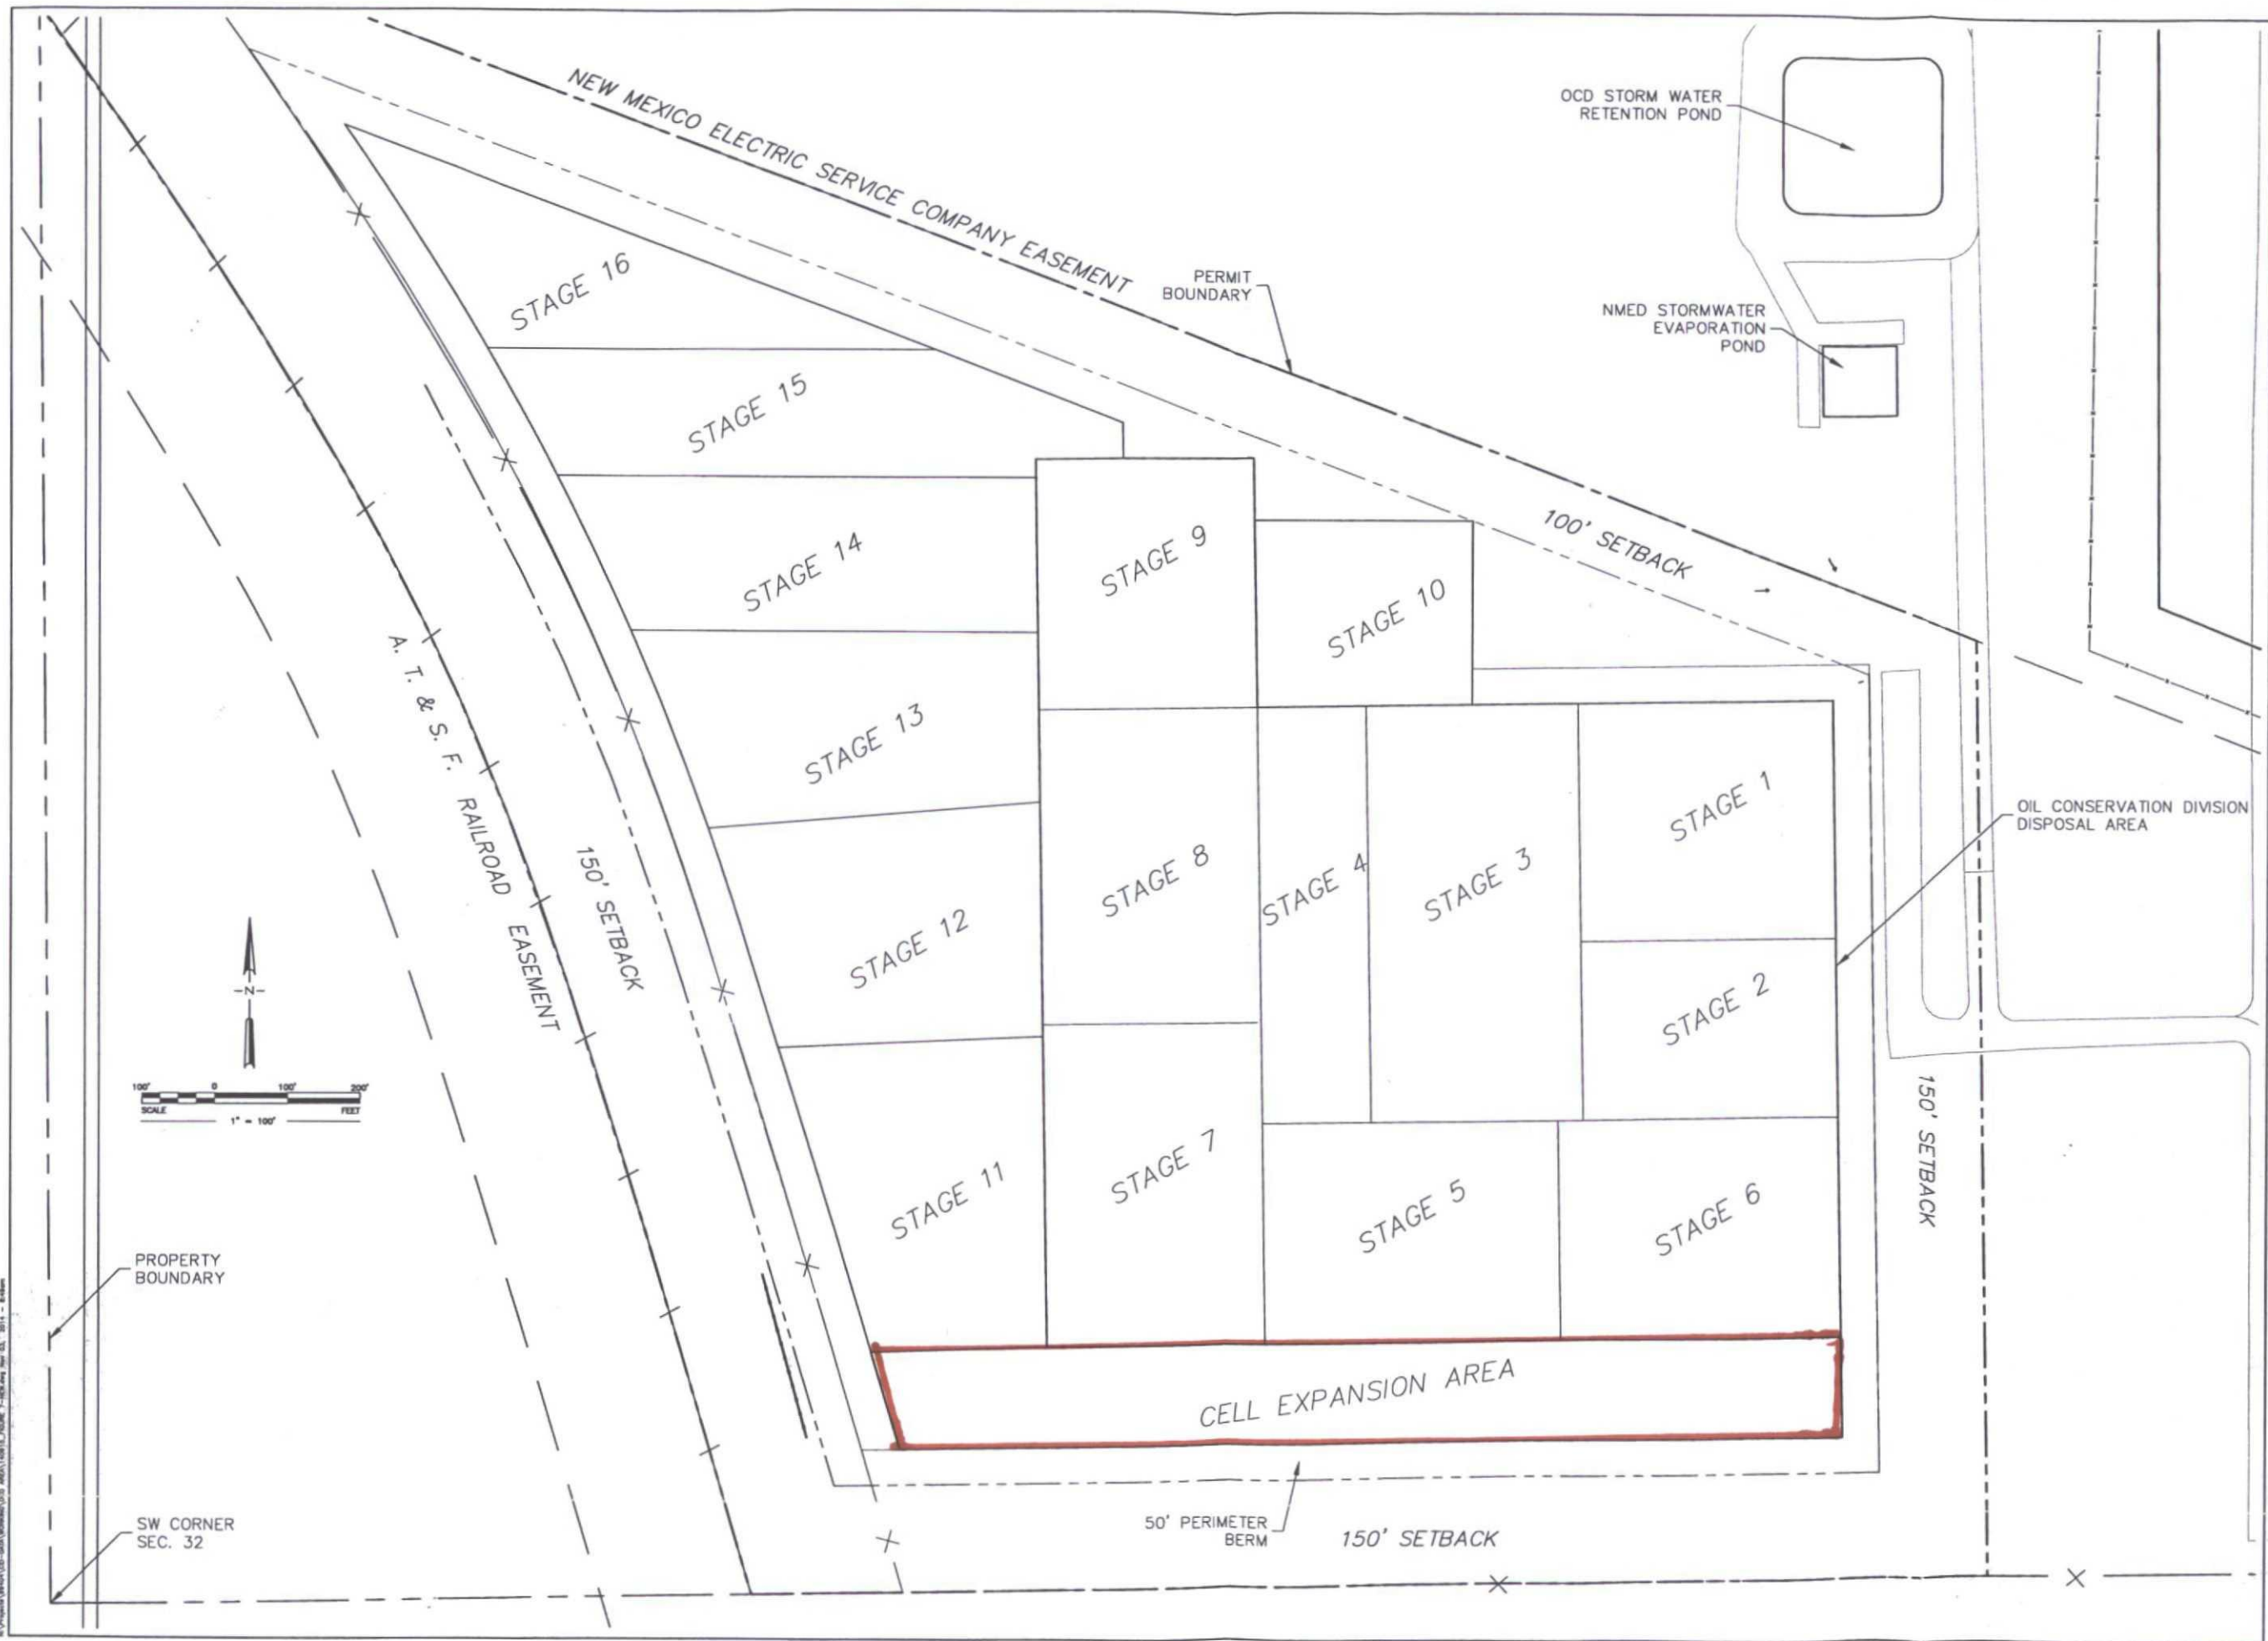 NEW MEXICO ELECTRIC SERVICE COMPANY EASEMENT
OCD STORM WATER
RETENTION POND
PERMIT
BOUNDARY
NMED STORMWATER
EVAPORATION
POND
STAGE 16
STAGE 15
STAGE 14
STAGE 9
STAGE 10
100' SETBACK
STAGE 13
STAGE 1
OIL CONSERVATION DIVISION
DISPOSAL AREA
A. T. & S. F. RAILROAD EASEMENT
150' SETBACK
STAGE 12
STAGE 8
STAGE 4
STAGE 3
STAGE 2
-N-
100' 0 100' 200'
SCALE FEET
1" = 100'
150' SETBACK
STAGE 11
STAGE 7
STAGE 5
STAGE 6
PROPERTY
BOUNDARY
CELL EXPANSION AREA
SW CORNER
SEC. 32
50' PERIMETER
BERM
150' SETBACK